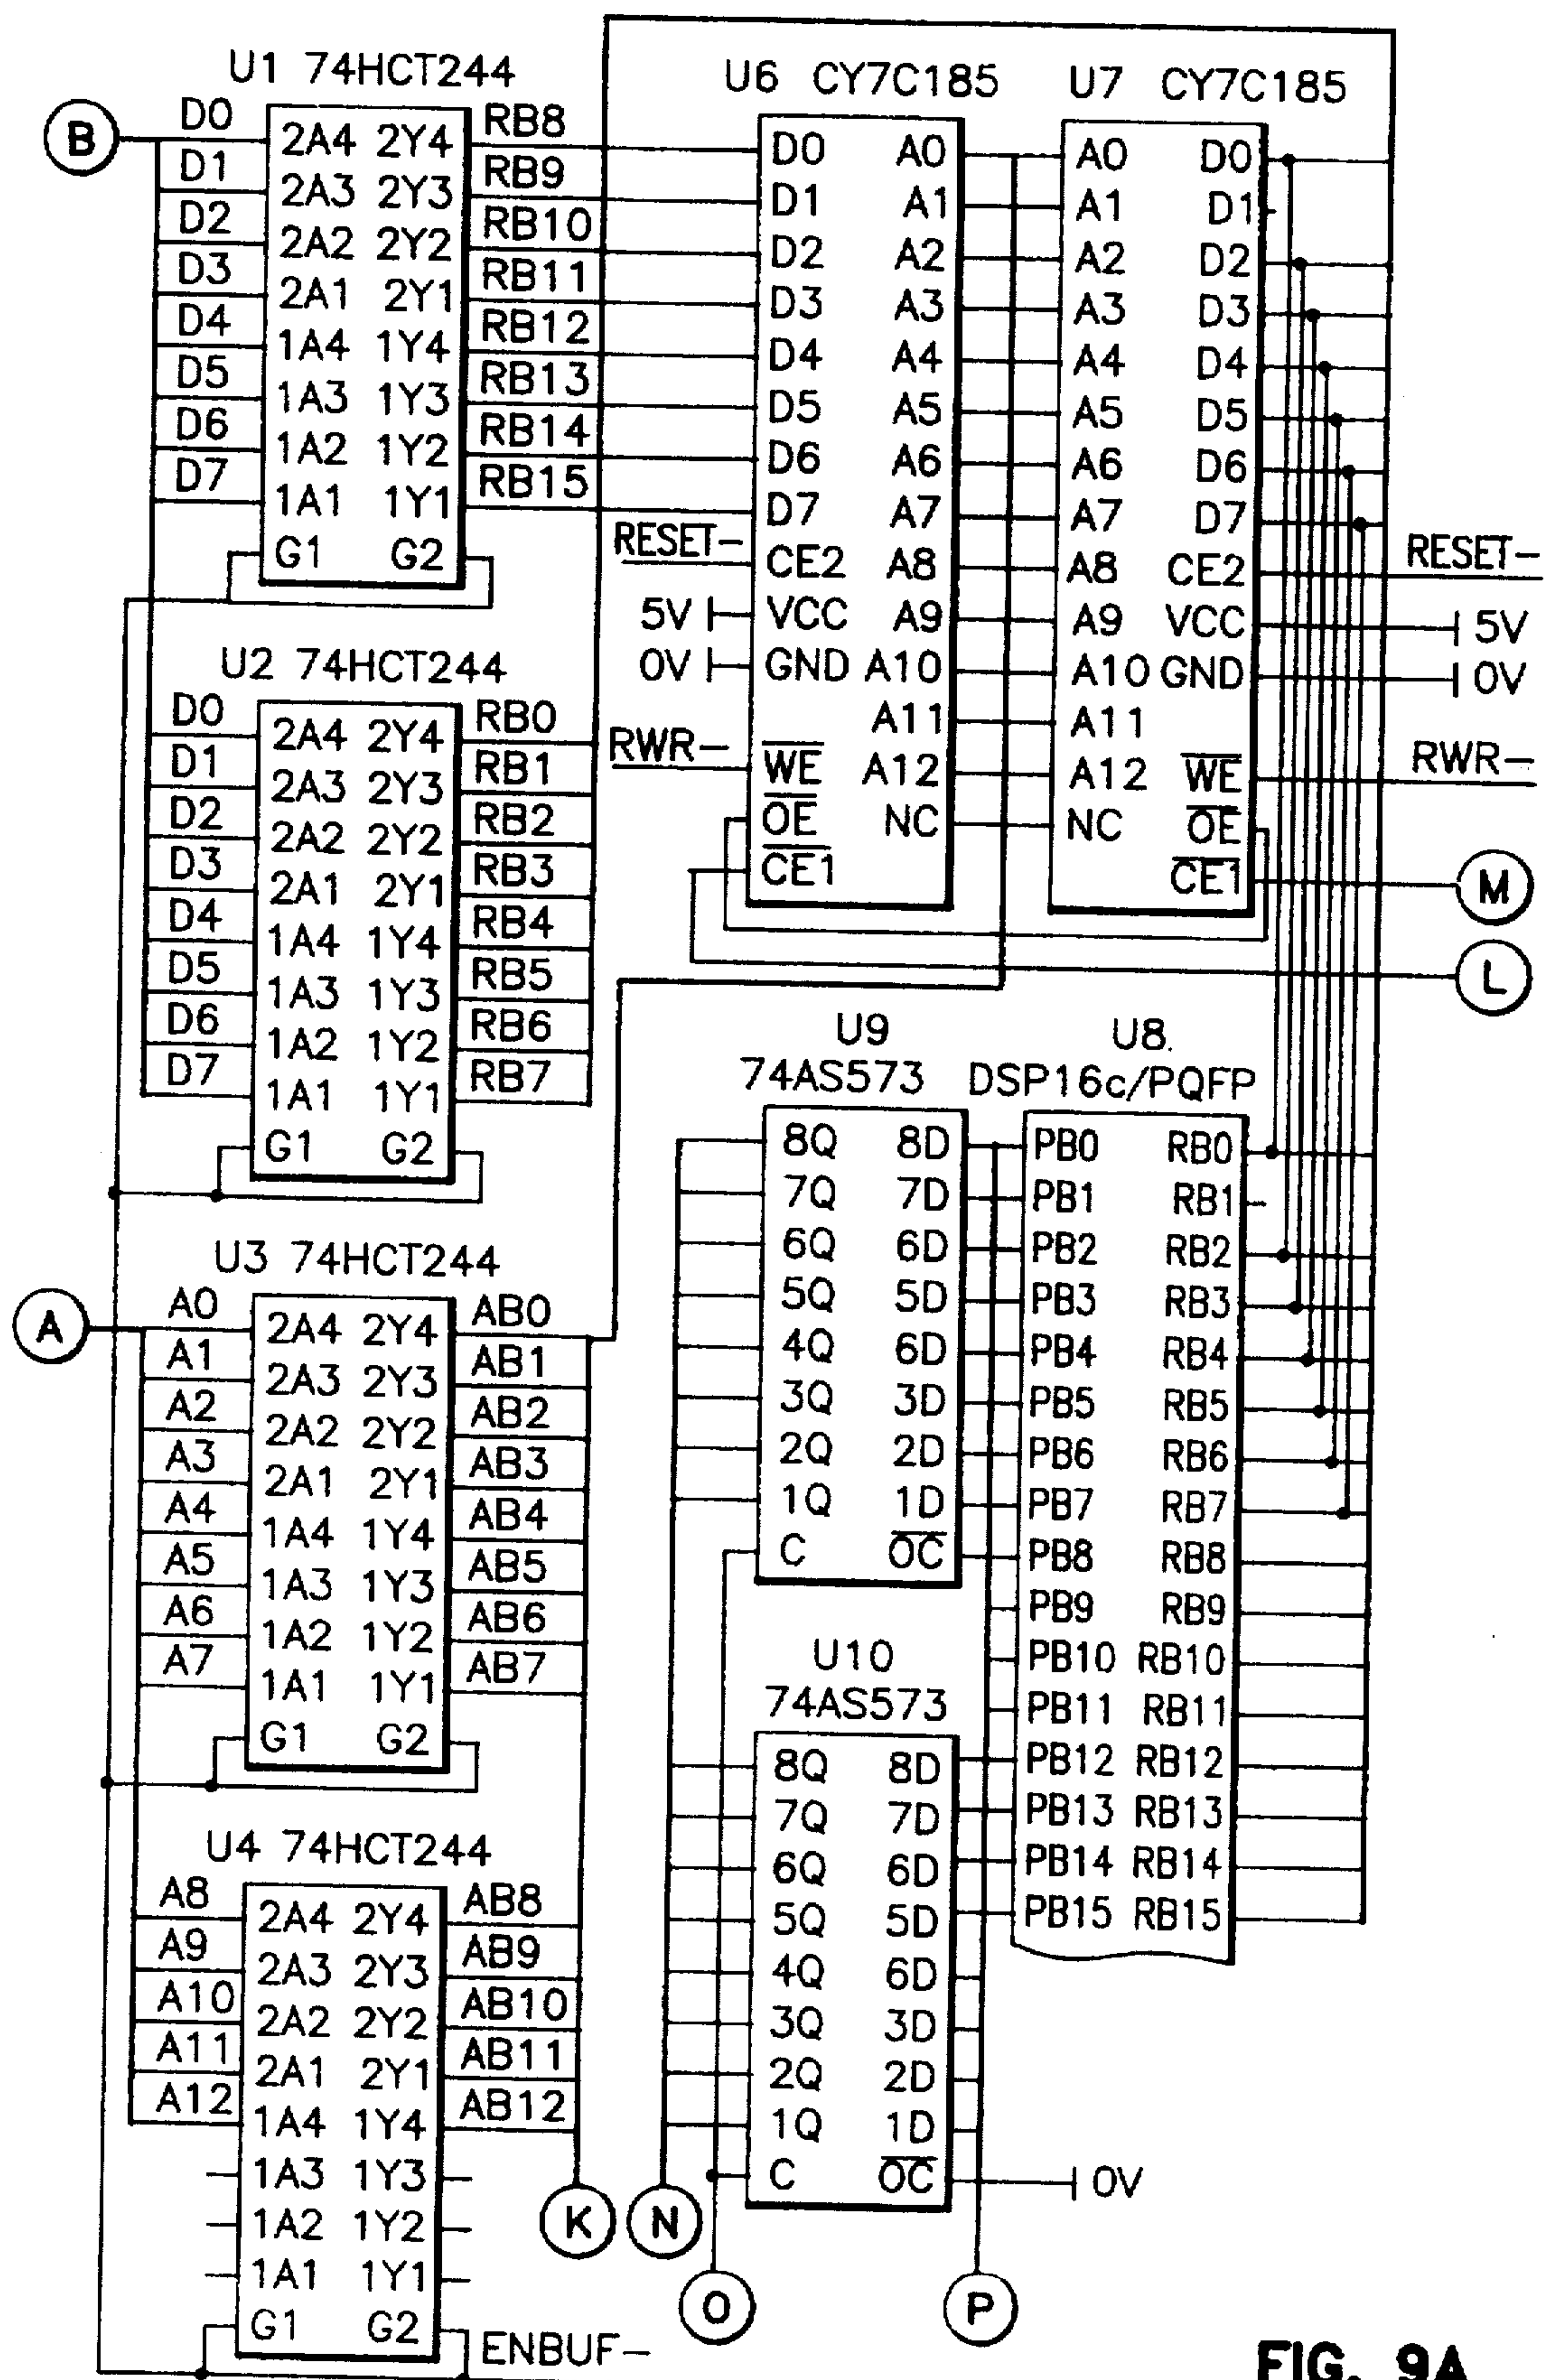 U1 74HCT244
B
D0 2A4 2Y4 RB8
D1 2A3 2Y3 RB9
D2 2A2 2Y2 RB10
D3 2A1 2Y1 RB11
D4 1A4 1Y4 RB12
D5 1A3 1Y3 RB13
D6 1A2 1Y2 RB14
D7 1A1 1Y1 RB15
G1 G2
U2 74HCT244
D0 2A4 2Y4 RB0
D1 2A3 2Y3 RB1
D2 2A2 2Y2 RB2
D3 2A1 2Y1 RB3
D4 1A4 1Y4 RB4
D5 1A3 1Y3 RB5
D6 1A2 1Y2 RB6
D7 1A1 1Y1 RB7
G1 G2
U3 74HCT244
A
A0 2A4 2Y4 AB0
A1 2A3 2Y3 AB1
A2 2A2 2Y2 AB2
A3 2A1 2Y1 AB3
A4 1A4 1Y4 AB4
A5 1A3 1Y3 AB5
A6 1A2 1Y2 AB6
A7 1A1 1Y1 AB7
G1 G2
U4 74HCT244
A8 2A4 2Y4 AB8
A9 2A3 2Y3 AB9
A10 2A2 2Y2 AB10
A11 2A1 2Y1 AB11
A12 1A4 1Y4 AB12
1A3 1Y3
1A2 1Y2
1A1 1Y1
G1 G2 ENBUF-
K
U6 CY7C185
D0 A0
D1 A1
D2 A2
D3 A3
D4 A4
D5 A5
D6 A6
D7 A7
RESET- CE2 A8
5V VCC A9
0V GND A10
A11
RWR- WE A12
OE NC
CE1
U7 CY7C185
A0 D0
A1 D1
A2 D2
A3 D3
A4 D4
A5 D5
A6 D6
A7 D7
A8 CE2 RESET-
A9 VCC 5V
A10 GND 0V
A11
A12 WE RWR-
NC OE
CE1 M
L
U9
74AS573
8Q 8D
7Q 7D
6Q 6D
5Q 5D
4Q 6D
3Q 3D
2Q 2D
1Q 1D
C OC
U8.
DSP16c/PQFP
PB0 RB0
PB1 RB1
PB2 RB2
PB3 RB3
PB4 RB4
PB5 RB5
PB6 RB6
PB7 RB7
PB8 RB8
PB9 RB9
PB10 RB10
PB11 RB11
PB12 RB12
PB13 RB13
PB14 RB14
PB15 RB15
U10
74AS573
8Q 8D
7Q 7D
6Q 6D
5Q 5D
4Q 6D
3Q 3D
2Q 2D
1Q 1D
C OC 0V
N
O
P
FIG. 9A